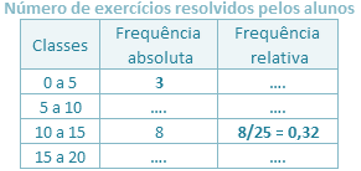 Número de exercícios resolvidos pelos alunos
Classes Frequência absoluta Frequência relativa
0 a 5 3 ....
5 a 10 .... ....
10 a 15 8 8/25 = 0,32
15 a 20 .... ....